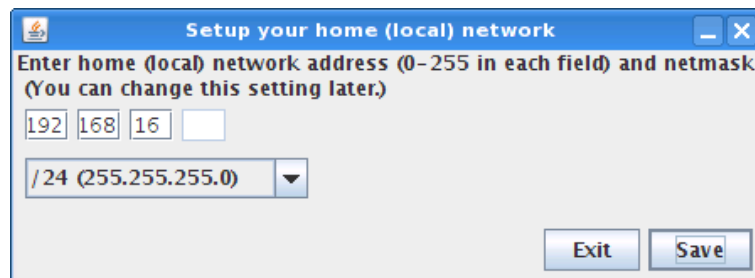 Setup your home (local) network
Enter home (local) network address (0-255 in each field) and netmask
(You can change this setting later.)
192 168 16
/24 (255.255.255.0)
Exit Save